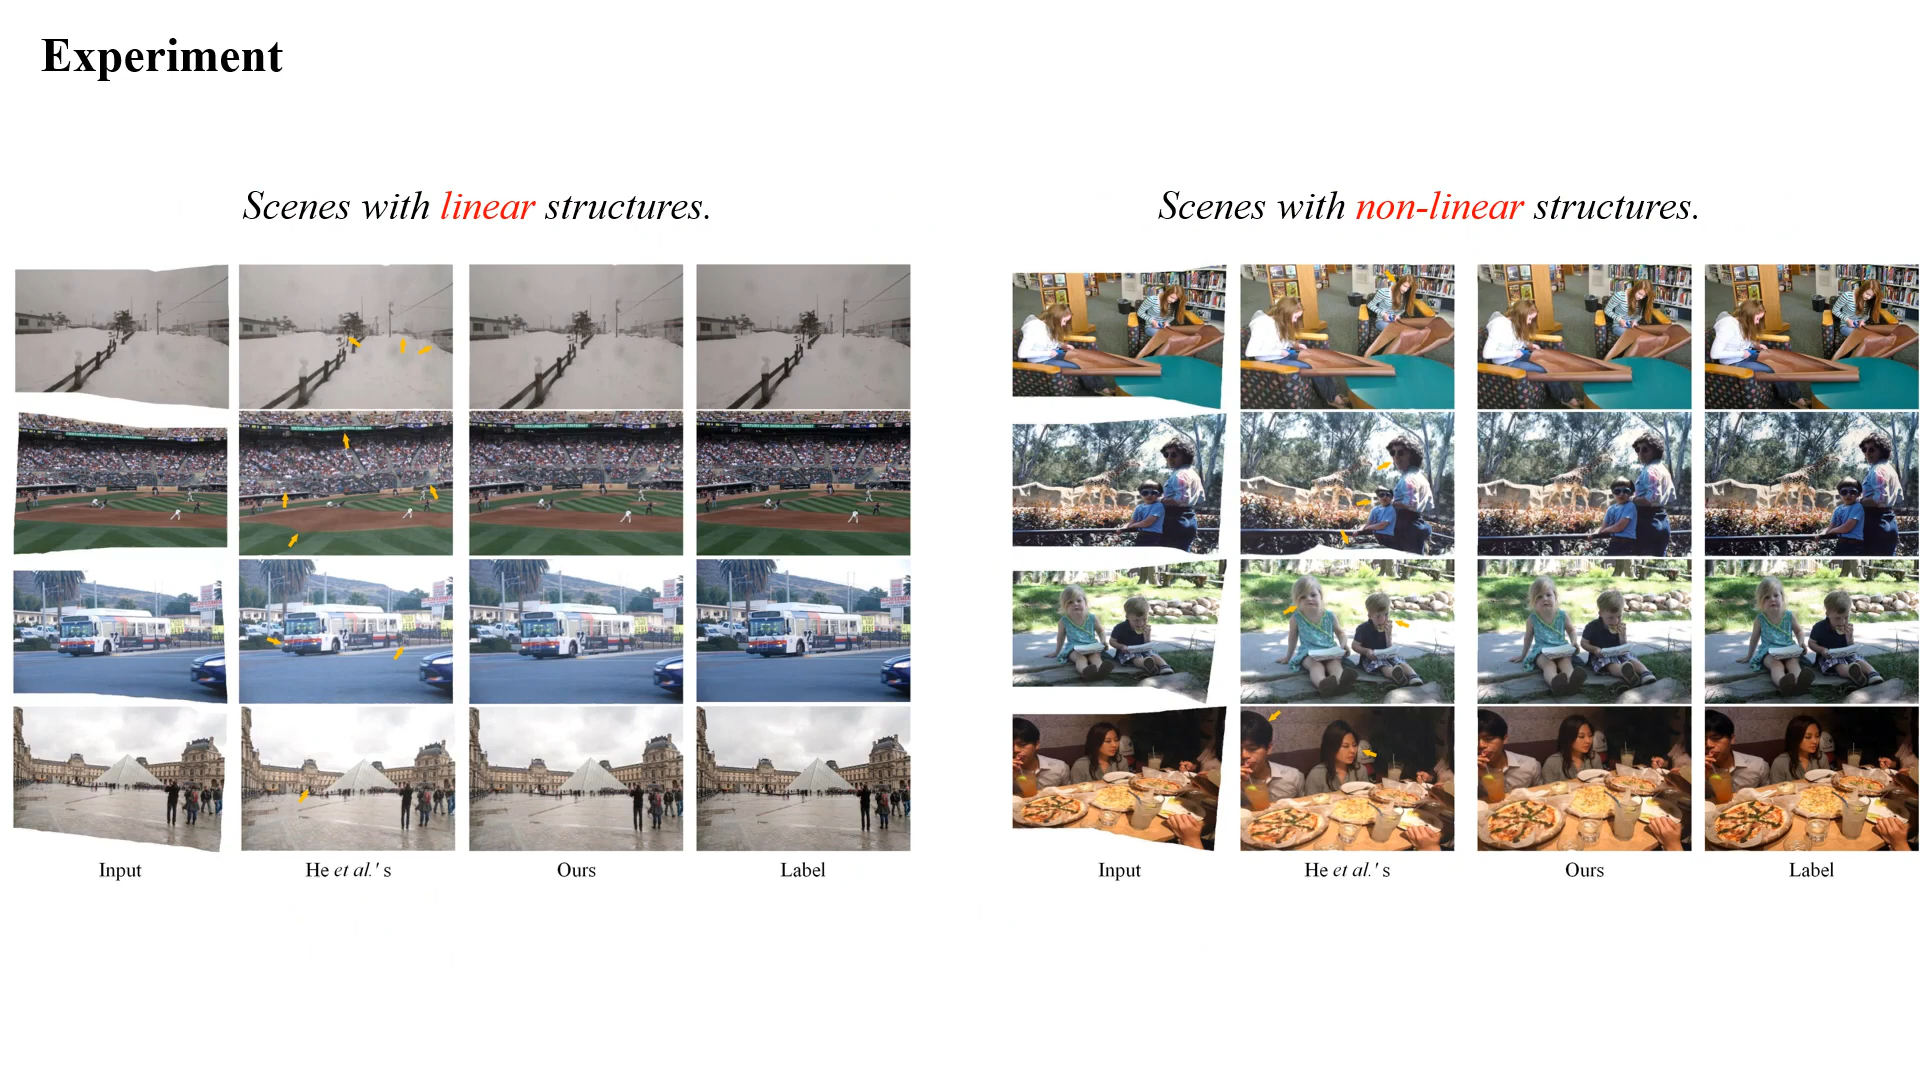 Experiment
Scenes with linear structures.
Scenes with non-linear structures.
Input
He et al.' s
Ours
Label
Input
He et al.' s
Ours
Label